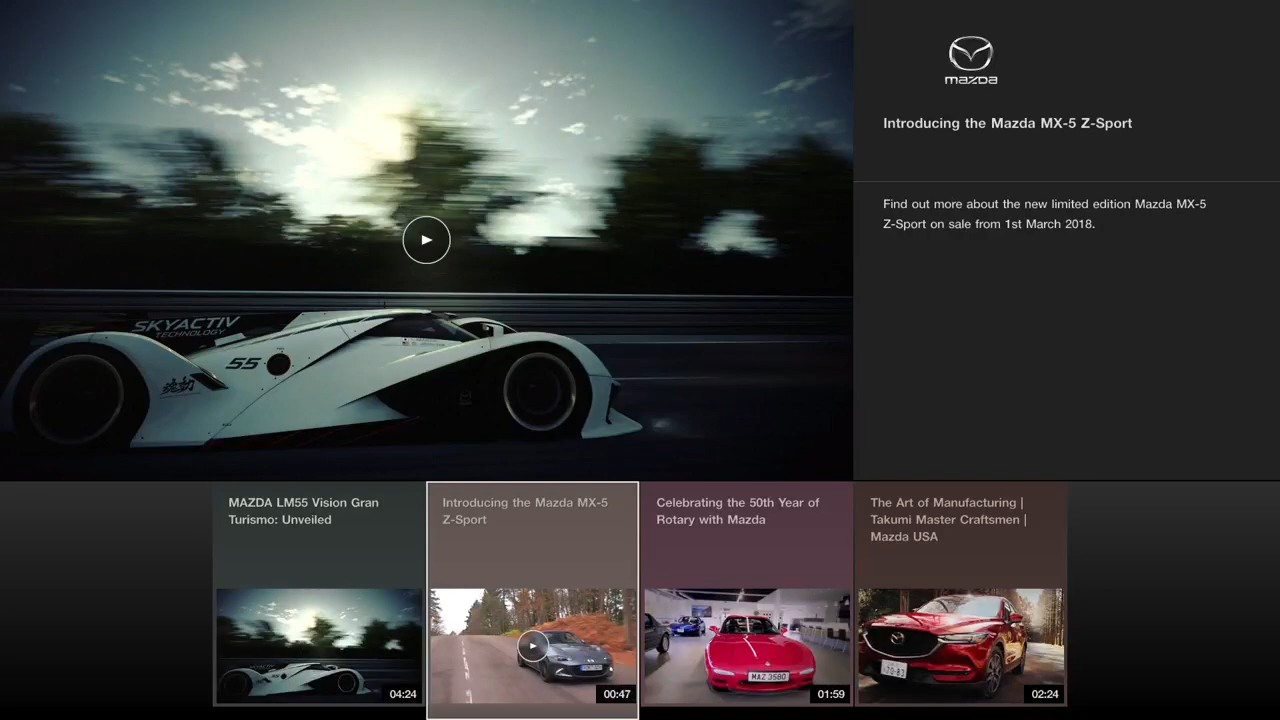 mazda
Introducing the Mazda MX-5 Z-Sport
Find out more about the new limited edition Mazda MX-5
Z-Sport on sale from 1st March 2018.
SKYACTIV
TECHNOLOGY
55
魂動
MAZDA LM55 Vision Gran
Turismo: Unveiled
04:24
Introducing the Mazda MX-5
Z-Sport
00:47
Celebrating the 50th Year of
Rotary with Mazda
MAZ 3580
01:59
The Art of Manufacturing |
Takumi Master Craftsmen |
Mazda USA
02:24